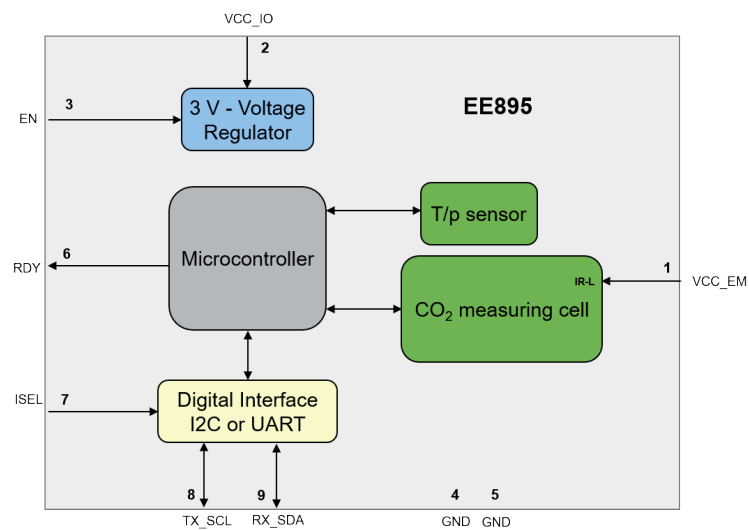 VCC_IO
2
EN
3
3 V - Voltage
Regulator
EE895
T/p sensor
Microcontroller
RDY
6
IR-L
CO₂ measuring cell
1
VCC_EM
ISEL
7
Digital Interface
I2C or UART
8
9
4
5
TX_SCL
RX_SDA
GND
GND